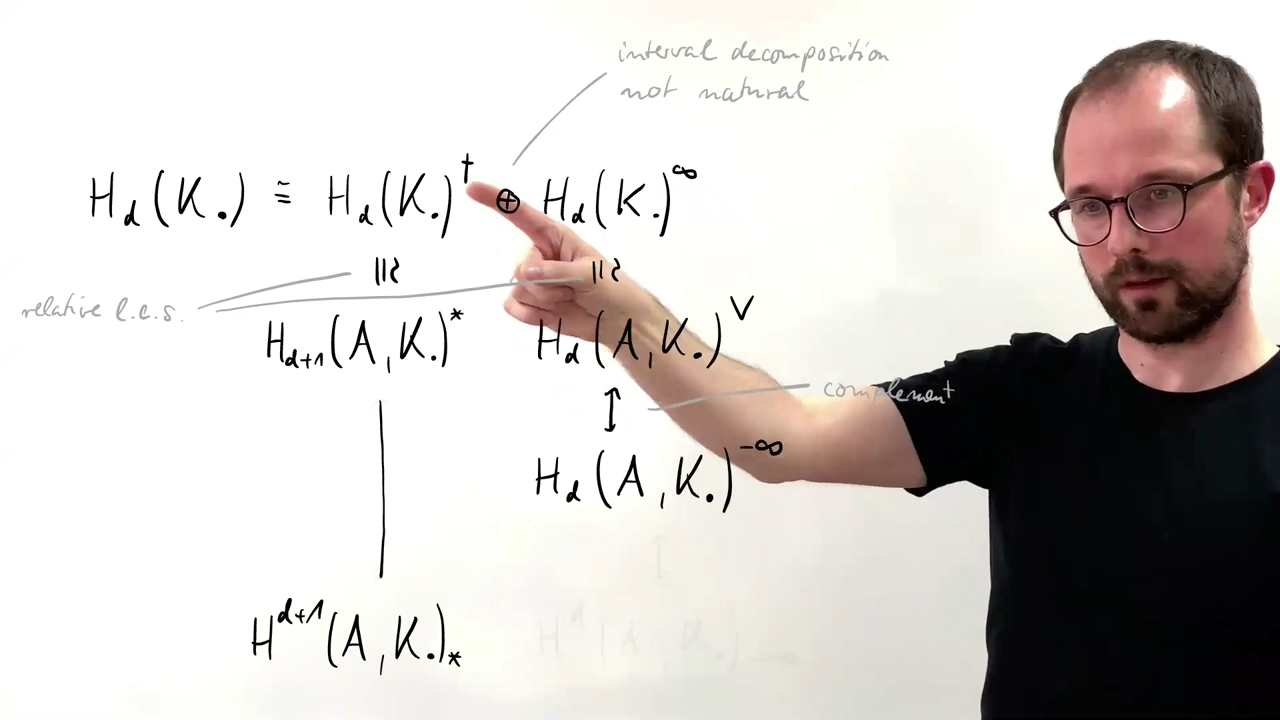 interval decomposition
not natural
H_d(K.) ≅ H_d(K.)^† ⊕ H_d(K.)^∞
relative l.e.s.
H_{d+1}(A, K.)^* H_d(A, K.)^∨
↕ complement
H_d(A, K.)^{-∞}
H^{d+1}(A, K.)_*